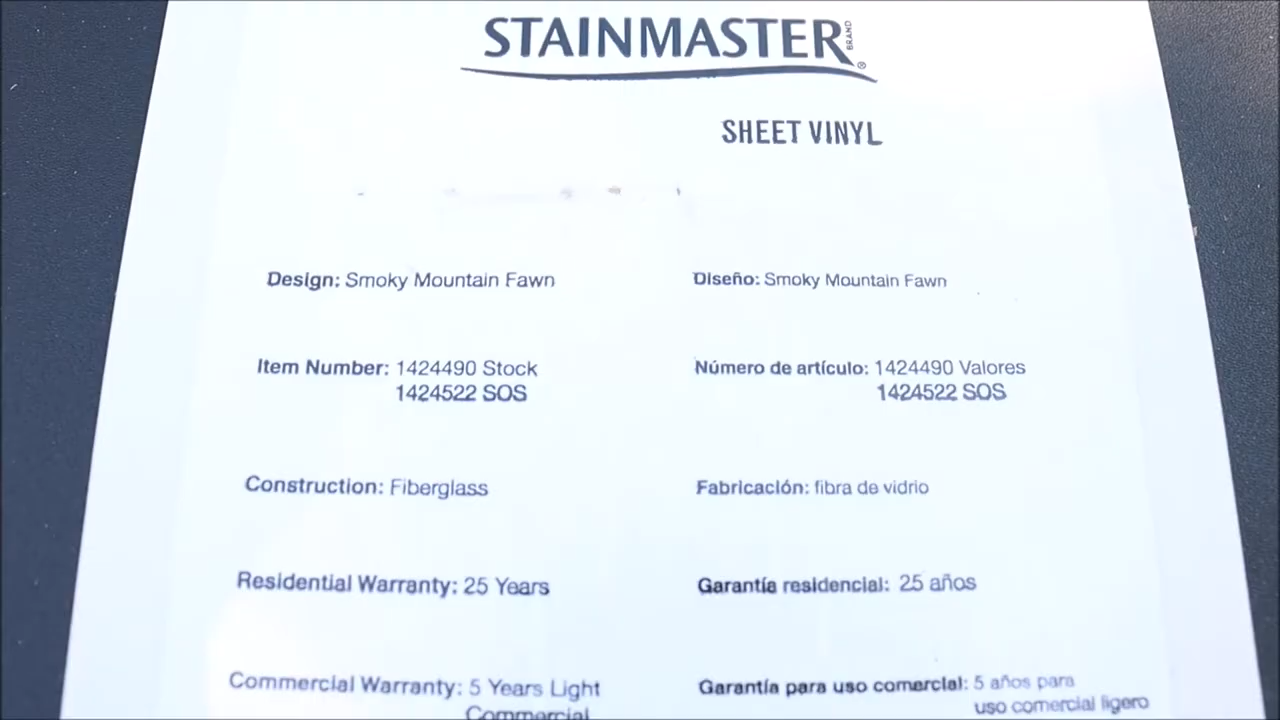 STAINMASTER BRAND ®
SHEET VINYL
Design: Smoky Mountain Fawn
Diseño: Smoky Mountain Fawn
Item Number: 1424490 Stock
1424522 SOS
Número de artículo: 1424490 Valores
1424522 SOS
Construction: Fiberglass
Fabricación: fibra de vidrio
Residential Warranty: 25 Years
Garantía residencial: 25 años
Commercial Warranty: 5 Years Light
Commercial
Garantía para uso comercial: 5 años para
uso comercial ligero